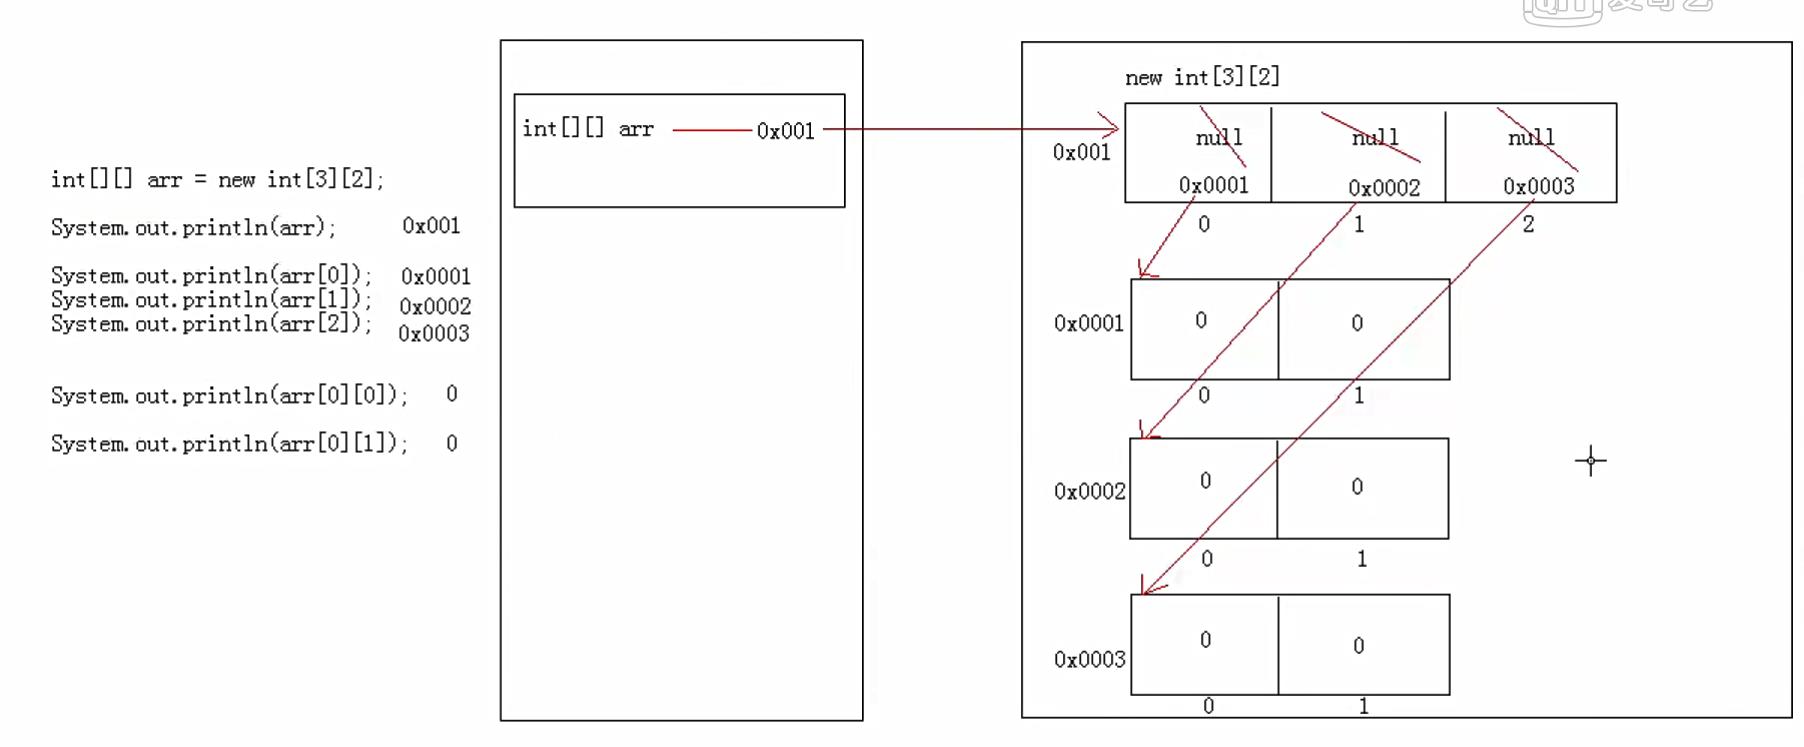 爱奇艺
int[][] arr = new int[3][2];
System.out.println(arr); 0x001
System.out.println(arr[0]); 0x0001
System.out.println(arr[1]); 0x0002
System.out.println(arr[2]); 0x0003
System.out.println(arr[0][0]); 0
System.out.println(arr[0][1]); 0
int[][] arr 0x001
new int[3][2]
0x001
null null null
0x0001 0x0002 0x0003
0 1 2
0x0001 0 0
0 1
0x0002 0 0
0 1
0x0003 0 0
0 1